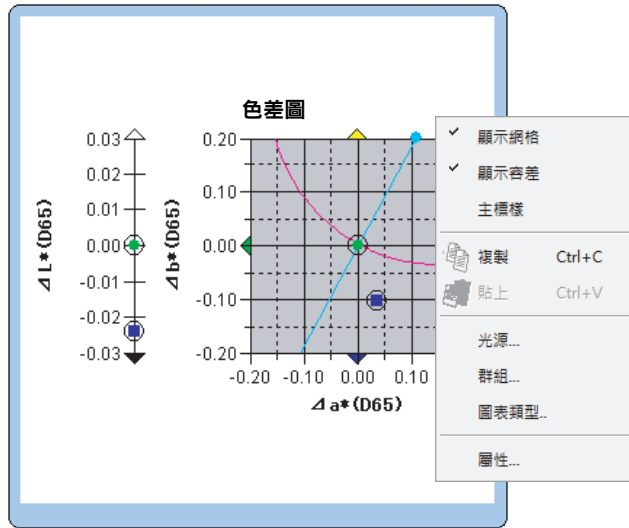 色差圖
0.03
0.02
0.01
0.00
-0.01
-0.02
-0.03
⊿L*(D65)
0.20
0.10
0.00
-0.10
-0.20
⊿b*(D65)
-0.20 -0.10 0.00 0.10
⊿a*(D65)
顯示網格
顯示容差
主標樣
複製 Ctrl+C
貼上 Ctrl+V
光源...
群組...
圖表類型..
屬性...